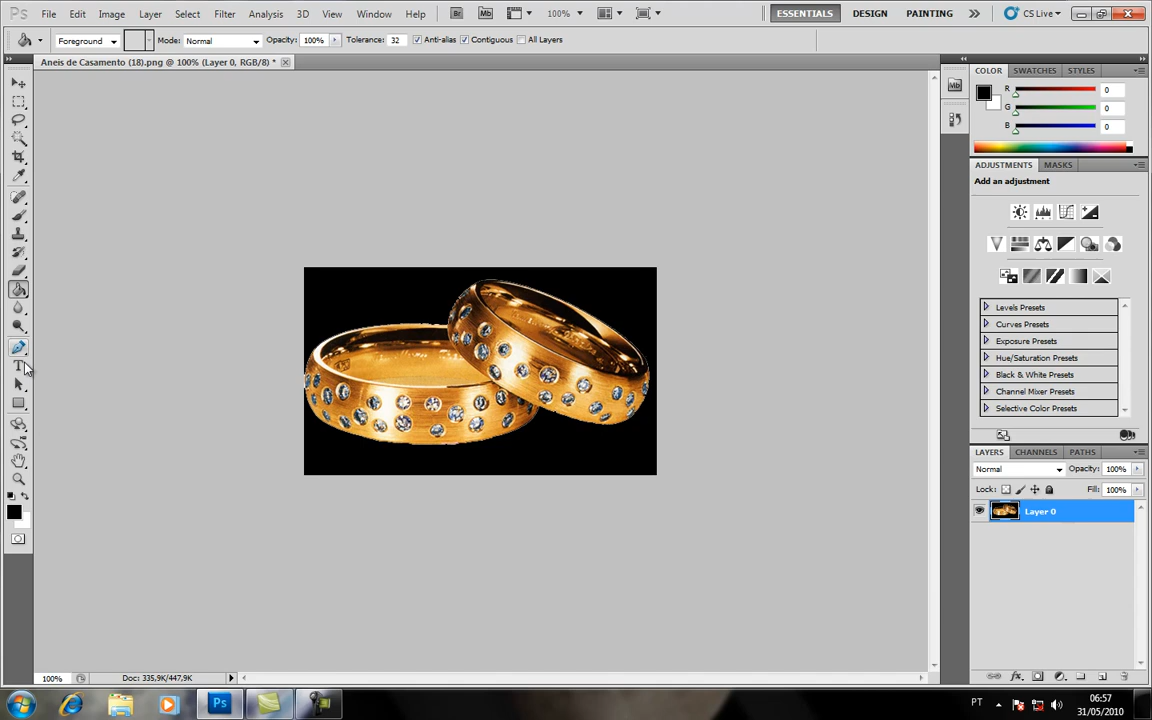 Ps File Edit Image Layer Select Filter Analysis 3D View Window Help Br Mb 100% ESSENTIALS DESIGN PAINTING CS Live
Foreground Mode: Normal Opacity: 100% Tolerance: 32 Anti-alias Contiguous All Layers
Aneis de Casamento (18).png @ 100% (Layer 0, RGB/8) *
Mb
COLOR SWATCHES STYLES
R 0
G 0
B 0
ADJUSTMENTS MASKS
Add an adjustment
Levels Presets
Curves Presets
Exposure Presets
Hue/Saturation Presets
Black & White Presets
Channel Mixer Presets
Selective Color Presets
LAYERS CHANNELS PATHS
Normal Opacity: 100%
Lock: Fill: 100%
Layer 0
T
100% Doc: 335,9K/447,9K
Ps PT 06:57
31/05/2010